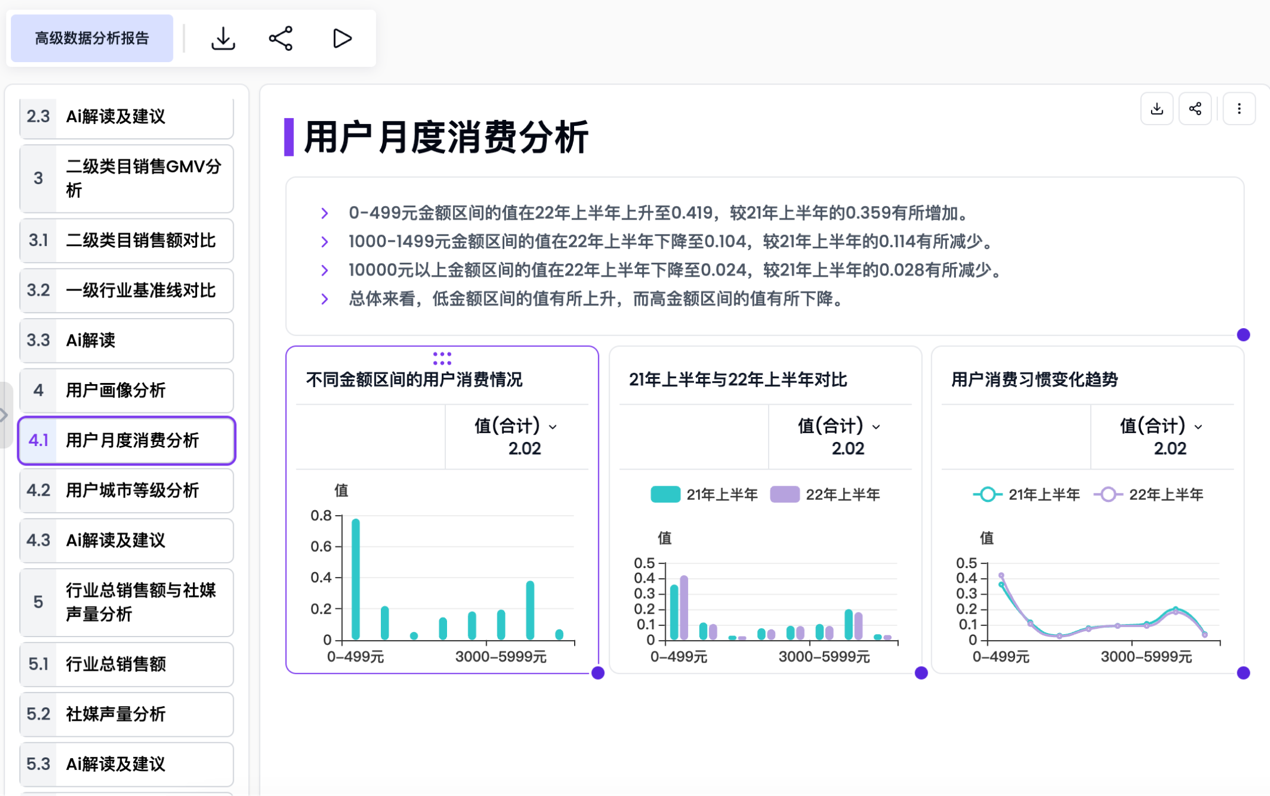 高级数据分析报告
2.3 Ai解读及建议
3 二级类目销售GMV分
析
3.1 二级类目销售额对比
3.2 一级行业基准线对比
3.3 Ai解读
4 用户画像分析
4.1 用户月度消费分析
4.2 用户城市等级分析
4.3 Ai解读及建议
5 行业总销售额与社媒
声量分析
5.1 行业总销售额
5.2 社媒声量分析
5.3 Ai解读及建议
用户月度消费分析
0-499元金额区间的值在22年上半年上升至0.419，较21年上半年的0.359有所增加。
1000-1499元金额区间的值在22年上半年下降至0.104，较21年上半年的0.114有所减少。
10000元以上金额区间的值在22年上半年下降至0.024，较21年上半年的0.028有所减少。
总体来看，低金额区间的值有所上升，而高金额区间的值有所下降。
不同金额区间的用户消费情况
值(合计)
2.02
值
0.8
0.6
0.4
0.2
0
0-499元 3000-5999元
21年上半年与22年上半年对比
值(合计)
2.02
21年上半年 22年上半年
值
0.5
0.4
0.3
0.2
0.1
0
0-499元 3000-5999元
用户消费习惯变化趋势
值(合计)
2.02
21年上半年 22年上半年
值
0.5
0.4
0.3
0.2
0.1
0
0-499元 3000-5999元